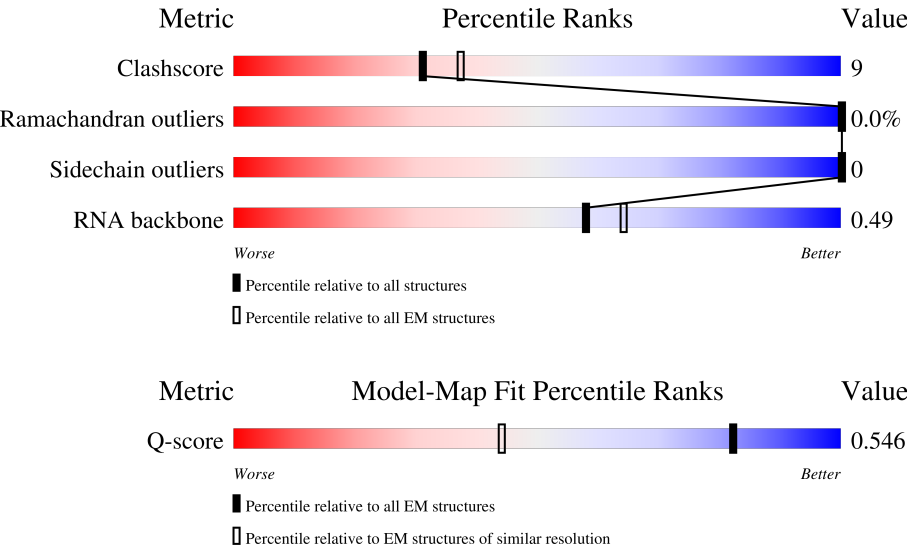 Metric Percentile Ranks Value
Clashscore 9
Ramachandran outliers 0.0%
Sidechain outliers 0
RNA backbone 0.49
Worse Better
Percentile relative to all structures
Percentile relative to all EM structures
Metric Model-Map Fit Percentile Ranks Value
Q-score 0.546
Worse Better
Percentile relative to all EM structures
Percentile relative to EM structures of similar resolution